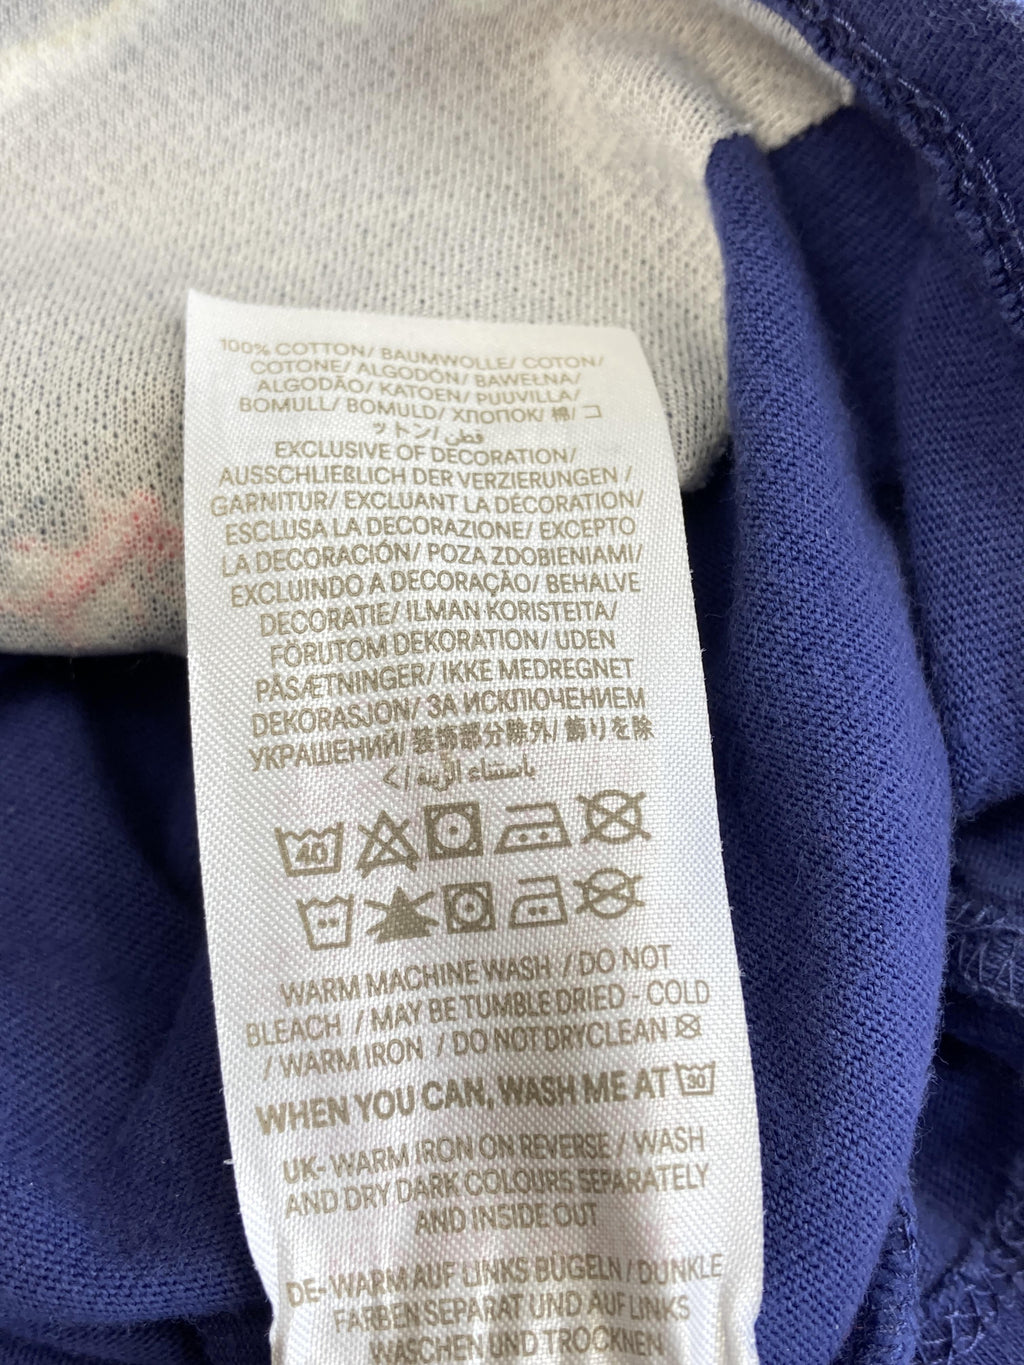 100% COTTON/ BAUMWOLLE/ COTON/
COTONE/ ALGODÓN/ BAWEŁNA/
ALGODÃO/ KATOEN/ PUUVILLA/
BOMULL/ BOMULD/ ХЛОПОК/ 棉/ コ
ットン/ قطن/
EXCLUSIVE OF DECORATION/
AUSSCHLIEßLICH DER VERZIERUNGEN /
GARNITUR/ EXCLUANT LA DÉCORATION/
ESCLUSA LA DECORAZIONE/ EXCEPTO
LA DECORACIÓN/ POZA ZDOBIENIAMI/
EXCLUINDO A DECORAÇÃO/ BEHALVE
DECORATIE/ ILMAN KORISTEITA/
FÖRUTOM DEKORATION/ UDEN
PÅSÆTNINGER/ IKKE MEDREGNET
DEKORASJON/ ЗА ИСКЛЮЧЕНИЕМ
УКРАШЕНИЙ/ 装飾部分除外/ 飾りを除
く/ باستثناء الزينة
40
WARM MACHINE WASH / DO NOT
BLEACH / MAY BE TUMBLE DRIED - COLD
/ WARM IRON / DO NOT DRYCLEAN
WHEN YOU CAN, WASH ME AT 30
UK- WARM IRON ON REVERSE / WASH
AND DRY DARK COLOURS SEPARATELY
AND INSIDE OUT
DE- WARM AUF LINKS BÜGELN / DUNKLE
FARBEN SEPARAT UND AUF LINKS
WASCHEN UND TROCKNEN